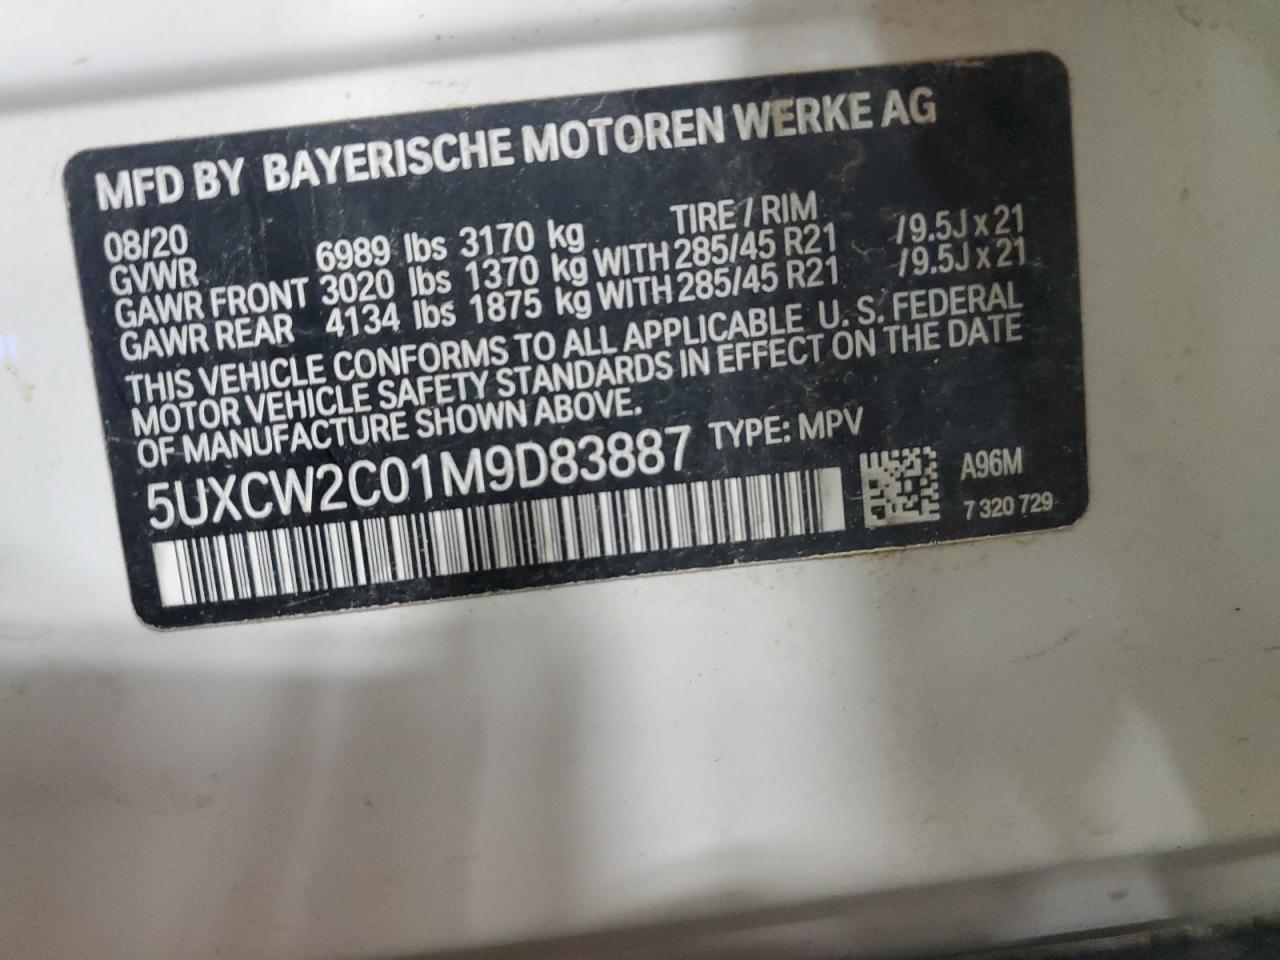 MFD BY BAYERISCHE MOTOREN WERKE AG
08/20 TIRE / RIM
GVWR 6989 lbs 3170 kg
GAWR FRONT 3020 lbs 1370 kg WITH 285/45 R21 /9.5J x 21
GAWR REAR 4134 lbs 1875 kg WITH 285/45 R21 /9.5J x 21
THIS VEHICLE CONFORMS TO ALL APPLICABLE U. S. FEDERAL
MOTOR VEHICLE SAFETY STANDARDS IN EFFECT ON THE DATE
OF MANUFACTURE SHOWN ABOVE.
5UXCW2C01M9D83887 TYPE: MPV
A96M
7 320 729